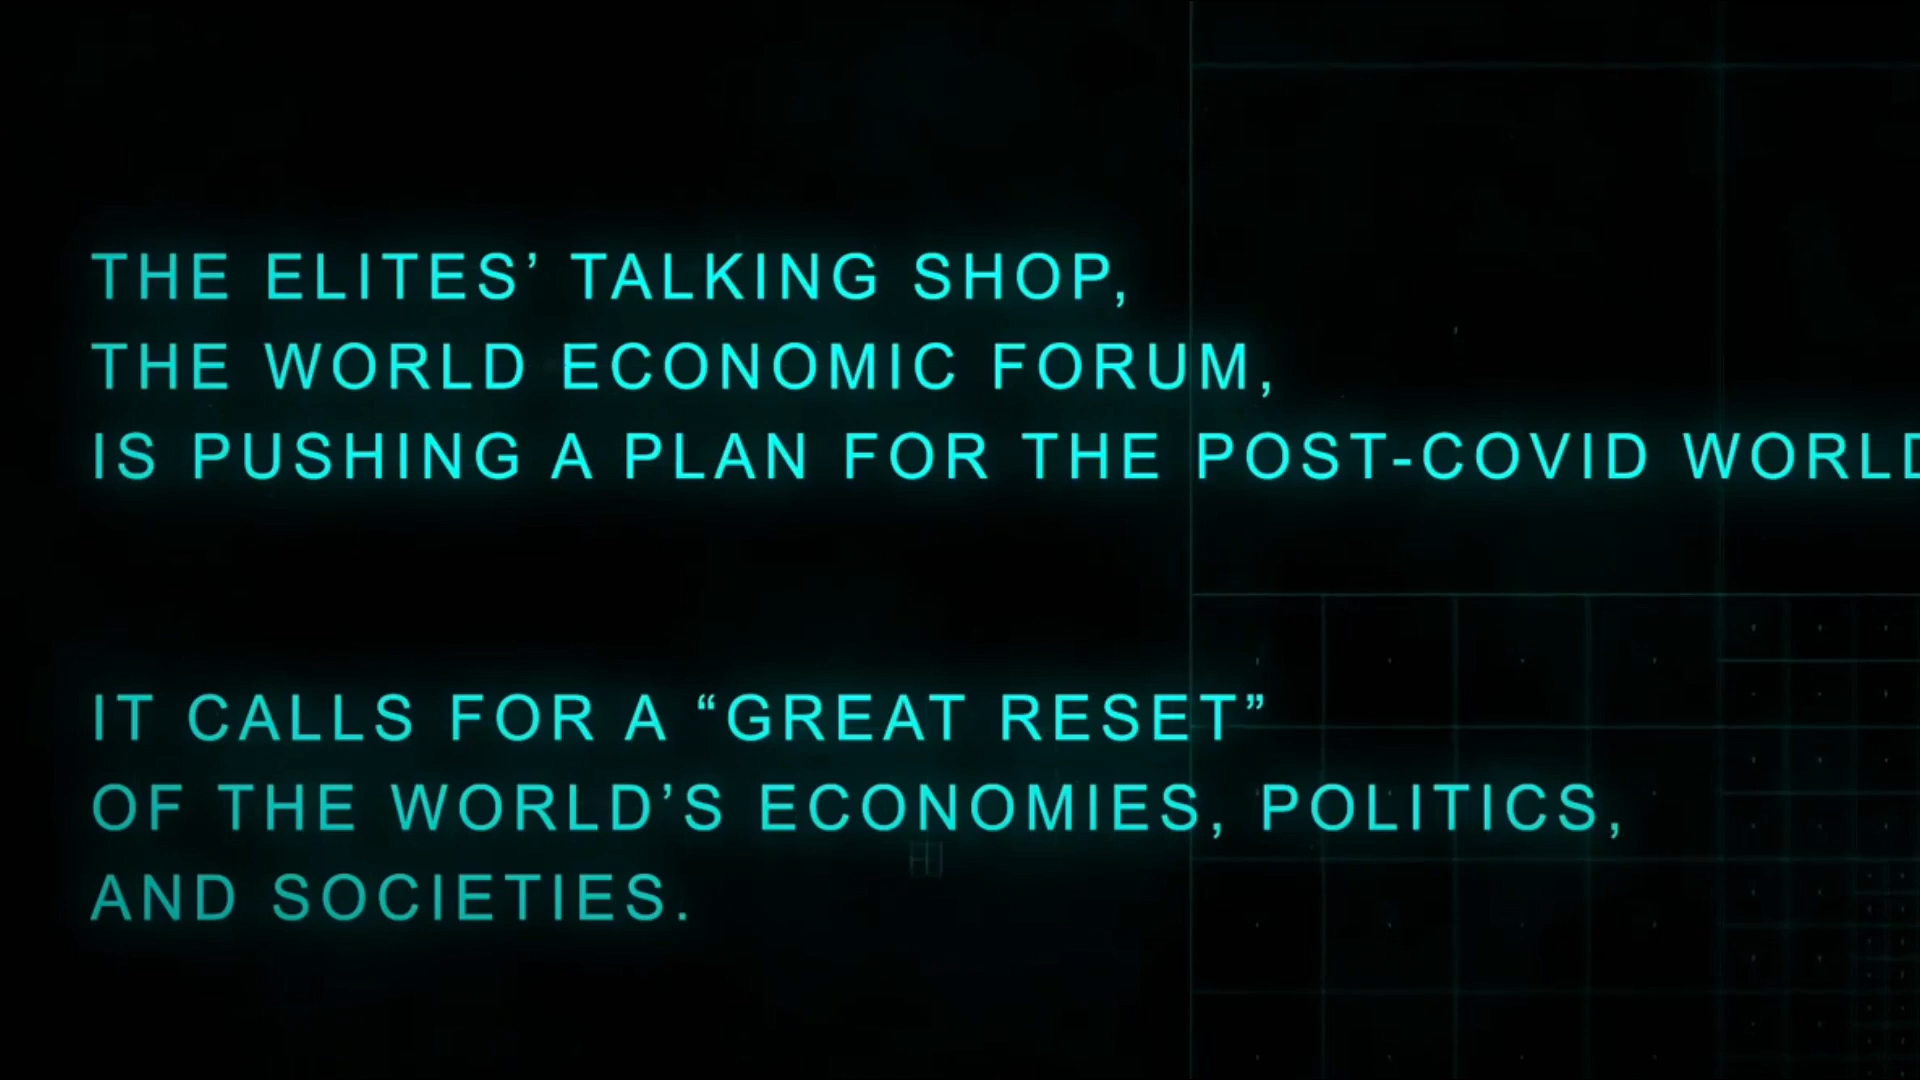 THE ELITES’ TALKING SHOP,
THE WORLD ECONOMIC FORUM,
IS PUSHING A PLAN FOR THE POST-COVID WORLD
IT CALLS FOR A “GREAT RESET”
OF THE WORLD’S ECONOMIES, POLITICS,
AND SOCIETIES.